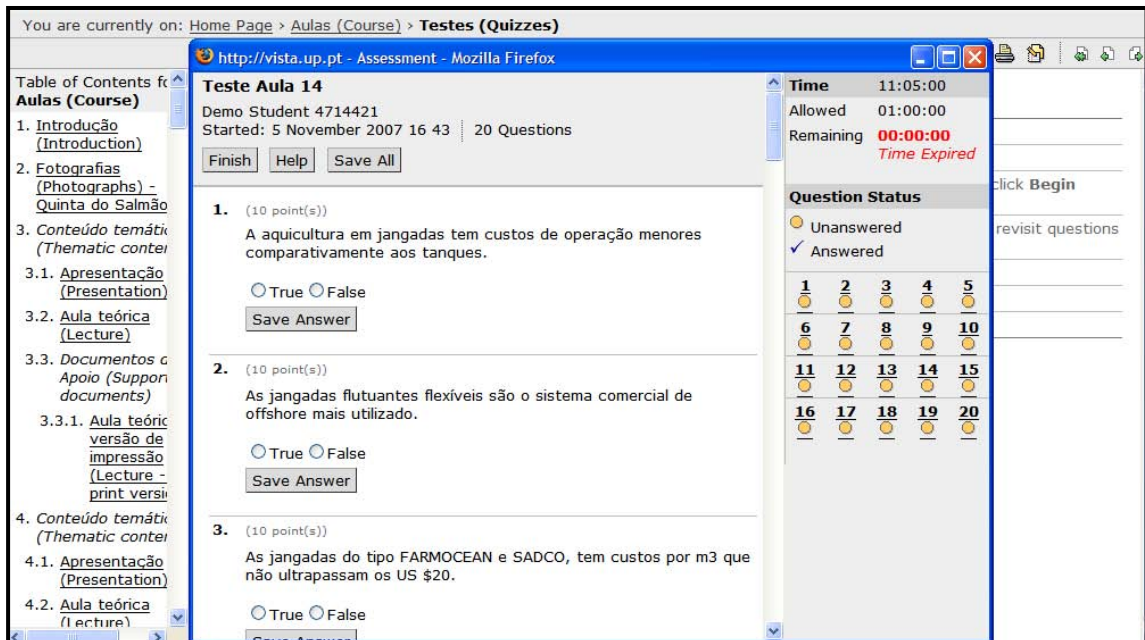 You are currently on: Home Page › Aulas (Course) › Testes (Quizzes)
Table of Contents fo
Aulas (Course)
1. Introdução
(Introduction)
2. Fotografias
(Photographs) -
Quinta do Salmão
3. Conteúdo temátic
(Thematic conten
3.1. Apresentação
(Presentation)
3.2. Aula teórica
(Lecture)
3.3. Documentos d
Apoio (Support
documents)
3.3.1. Aula teóric
versão de
impressão
(Lecture -
print versi
4. Conteúdo temátic
(Thematic conten
4.1. Apresentação
(Presentation)
4.2. Aula teórica
(Lecture)
http://vista.up.pt - Assessment - Mozilla Firefox
Teste Aula 14
Demo Student 4714421
Started: 5 November 2007 16 43 20 Questions
Finish Help Save All
1. (10 point(s))
A aquicultura em jangadas tem custos de operação menores
comparativamente aos tanques.
True False
Save Answer
2. (10 point(s))
As jangadas flutuantes flexíveis são o sistema comercial de
offshore mais utilizado.
True False
Save Answer
3. (10 point(s))
As jangadas do tipo FARMOCEAN e SADCO, tem custos por m3 que
não ultrapassam os US $20.
True False
Save Answer
Time 11:05:00
Allowed 01:00:00
Remaining 00:00:00
Time Expired
Question Status
Unanswered
✓ Answered
1 2 3 4 5
6 7 8 9 10
11 12 13 14 15
16 17 18 19 20
click Begin
revisit questions